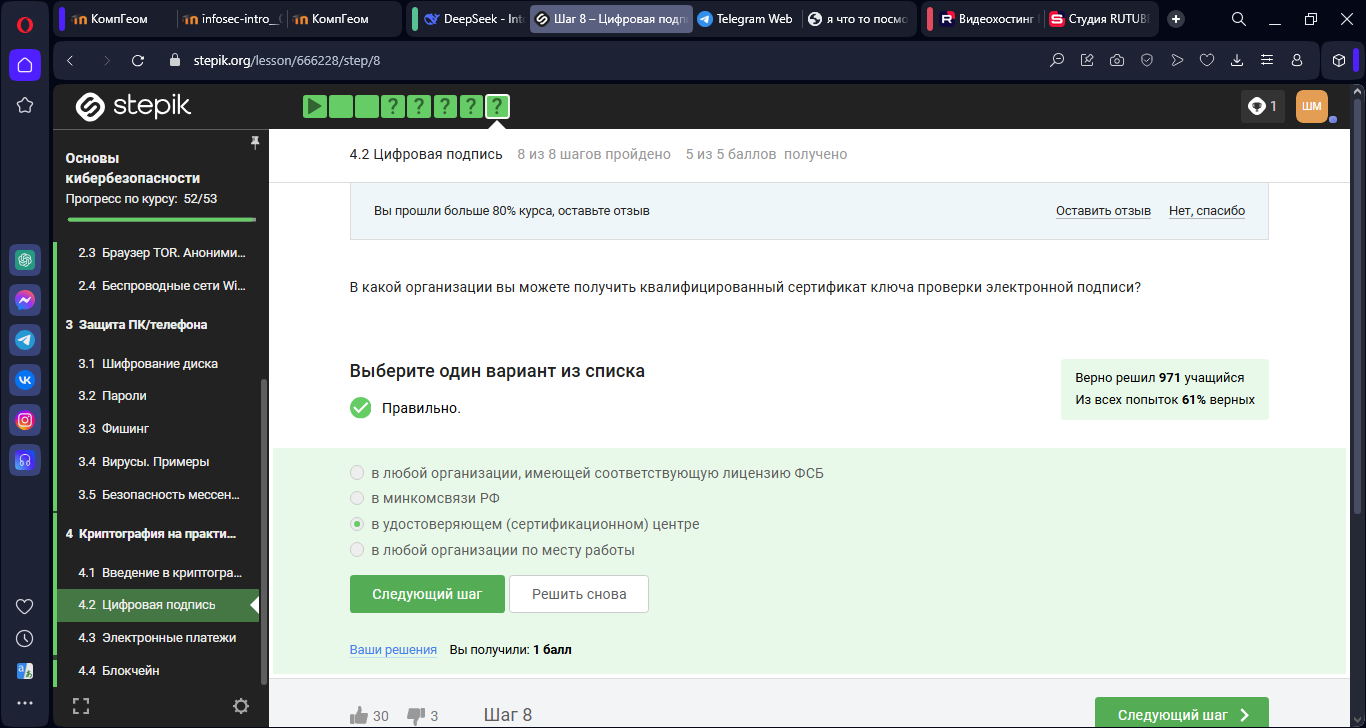 КомпГеом
infosec-intro_
КомпГеом
DeepSeek - Int
Шаг 8 – Цифровая подп
Telegram Web
я что то посмо
Видеохостинг
Студия RUTUBE
stepik.org/lesson/666228/step/8
stepik
1
ШМ
Основы
кибербезопасности
Прогресс по курсу: 52/53
2.3 Браузер TOR. Аноними...
2.4 Беспроводные сети Wi...
3 Защита ПК/телефона
3.1 Шифрование диска
3.2 Пароли
3.3 Фишинг
3.4 Вирусы. Примеры
3.5 Безопасность мессен...
4 Криптография на практи...
4.1 Введение в криптогра...
4.2 Цифровая подпись
4.3 Электронные платежи
4.4 Блокчейн
4.2 Цифровая подпись 8 из 8 шагов пройдено 5 из 5 баллов получено
Вы прошли больше 80% курса, оставьте отзыв
Оставить отзыв
Нет, спасибо
В какой организации вы можете получить квалифицированный сертификат ключа проверки электронной подписи?
Выберите один вариант из списка
Правильно.
Верно решил 971 учащийся
Из всех попыток 61% верных
в любой организации, имеющей соответствующую лицензию ФСБ
в минкомсвязи РФ
в удостоверяющем (сертификационном) центре
в любой организации по месту работы
Следующий шаг
Решить снова
Ваши решения Вы получили: 1 балл
30
3
Шаг 8
Следующий шаг